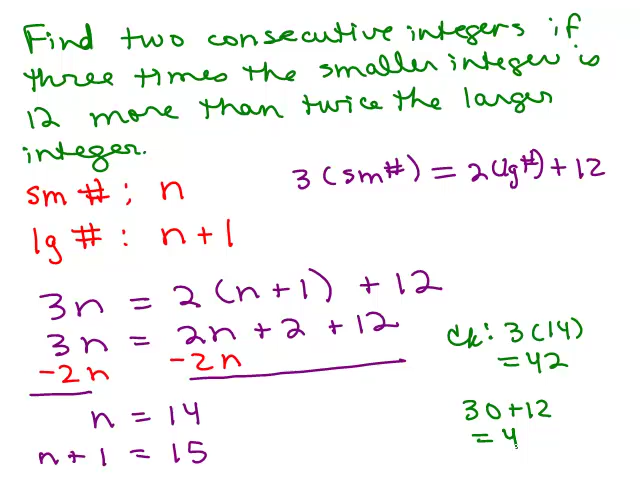 Find two consecutive integers if
three times the smaller integer is
12 more than twice the larger
integer.
3 (sm#) = 2(lg#) + 12
sm # : n
lg # : n + 1
3n = 2 (n + 1) + 12
3n = 2n + 2 + 12
-2n -2n
n = 14
n + 1 = 15
ck: 3(14)
= 42
30 + 12
= 4